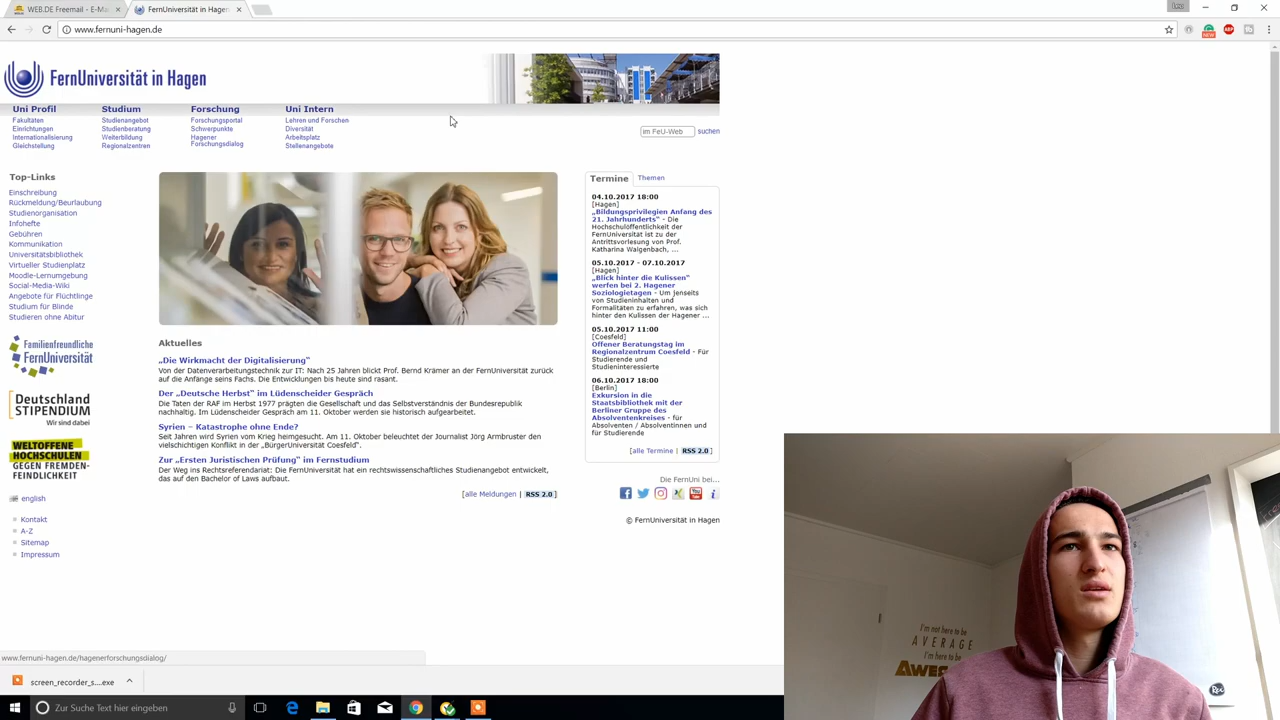 WEB.DE Freemail - E-Ma
FernUniversität in Hagen
www.fernuni-hagen.de
NEW
ABP
FernUniversität in Hagen
Uni Profil
Fakultäten
Einrichtungen
Internationalisierung
Gleichstellung
Studium
Studienangebot
Studienberatung
Weiterbildung
Regionalzentren
Forschung
Forschungsportal
Schwerpunkte
Hagener
Forschungsdialog
Uni Intern
Lehren und Forschen
Diversität
Arbeitsplatz
Stellenangebote
im FeU-Web
suchen
Top-Links
Einschreibung
Rückmeldung/Beurlaubung
Studienorganisation
Infohefte
Gebühren
Kommunikation
Universitätsbibliothek
Virtueller Studienplatz
Moodle-Lernumgebung
Social-Media-Wiki
Angebote für Flüchtlinge
Studium für Blinde
Studieren ohne Abitur
Familienfreundliche
FernUniversität
Deutschland
STIPENDIUM
Wir sind dabei
WELTOFFENE
HOCHSCHULEN
GEGEN FREMDEN-
FEINDLICHKEIT
english
Kontakt
A-Z
Sitemap
Impressum
Aktuelles
„Die Wirkmacht der Digitalisierung“
Von der Datenverarbeitungstechnik zur IT: Nach 25 Jahren blickt Prof. Bernd Krämer an der FernUniversität zurück
auf die Anfänge seines Fachs. Die Entwicklungen bis heute sind rasant.
Der „Deutsche Herbst“ im Lüdenscheider Gespräch
Die Taten der RAF im Herbst 1977 prägten die Gesellschaft und das Selbstverständnis der Bundesrepublik
nachhaltig. Im Lüdenscheider Gespräch am 11. Oktober werden sie historisch aufgearbeitet.
Syrien – Katastrophe ohne Ende?
Seit Jahren wird Syrien vom Krieg heimgesucht. Am 11. Oktober beleuchtet der Journalist Jörg Armbruster den
vielschichtigen Konflikt in der „BürgerUniversität Coesfeld“.
Zur „Ersten Juristischen Prüfung“ im Fernstudium
Der Weg ins Rechtsreferendariat: Die FernUniversität hat ein rechtswissenschaftliches Studienangebot entwickelt,
das auf den Bachelor of Laws aufbaut.
[alle Meldungen | RSS 2.0 ]
Termine
Themen
04.10.2017 18:00
[Hagen]
„Bildungsprivilegien Anfang des
21. Jahrhunderts“ - Die
Hochschulöffentlichkeit der
FernUniversität ist zu der
Antrittsvorlesung von Prof.
Katharina Walgenbach, ...
05.10.2017 - 07.10.2017
[Hagen]
„Blick hinter die Kulissen“
werfen bei 2. Hagener
Soziologietagen - Um jenseits
von Studieninhalten und
Formalitäten zu erfahren, was sich
hinter den Kulissen der Hagener ...
05.10.2017 11:00
[Coesfeld]
Offener Beratungstag im
Regionalzentrum Coesfeld - Für
Studierende und
Studieninteressierte
06.10.2017 18:00
[Berlin]
Exkursion in die
Staatsbibliothek mit der
Berliner Gruppe des
Absolventenkreises - für
Absolventen / Absolventinnen und
für Studierende
[alle Termine | RSS 2.0 ]
Die FernUni bei ...
© FernUniversität in Hagen
www.fernuni-hagen.de/hagenerforschungsdialog/
screen_recorder_s....exe
Zur Suche Text hier eingeben
I'm not here to be
AVERAGE
I'm here to be
Rec